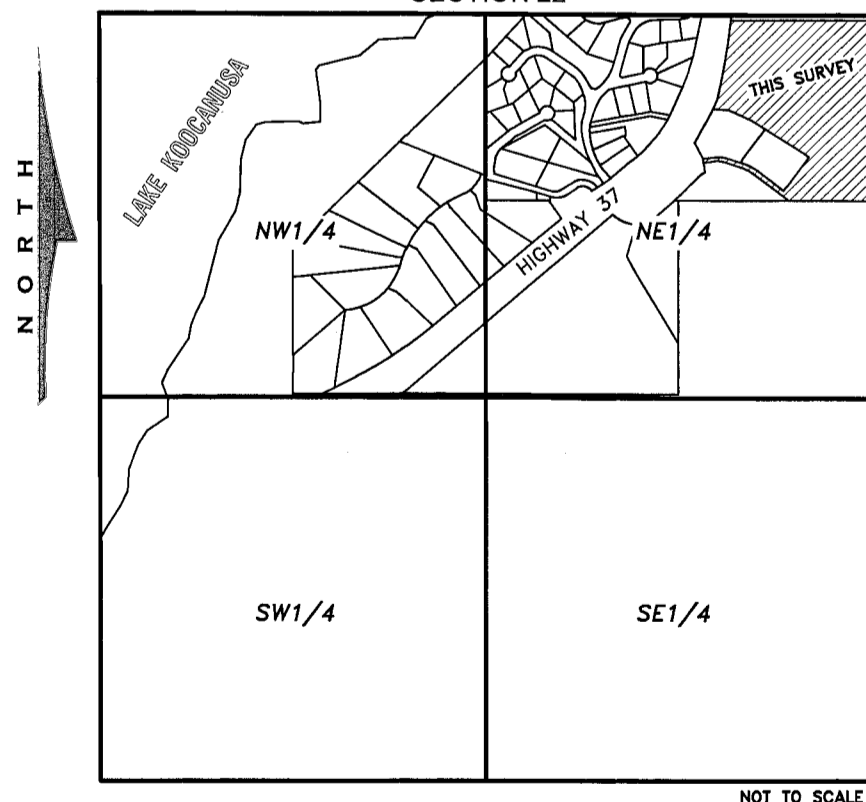 LAKE KOOCANUSA
THIS SURVEY
NORTH
NW1/4
HIGHWAY 37
NE1/4
SW1/4
SE1/4
NOT TO SCALE